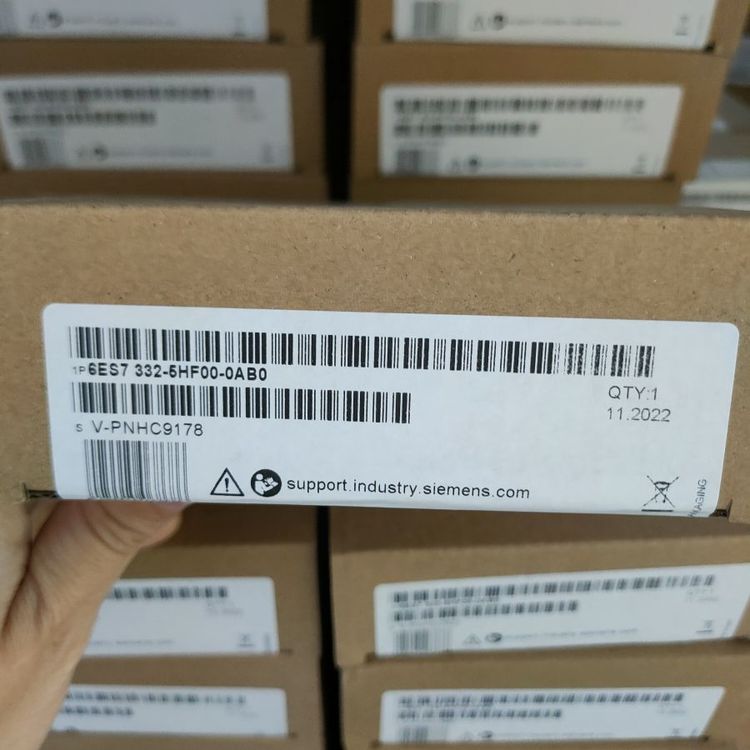 1P 6ES7 332-5HF00-0AB0
QTY:1
11.2022
S V-PNHC9178
support.industry.siemens.com